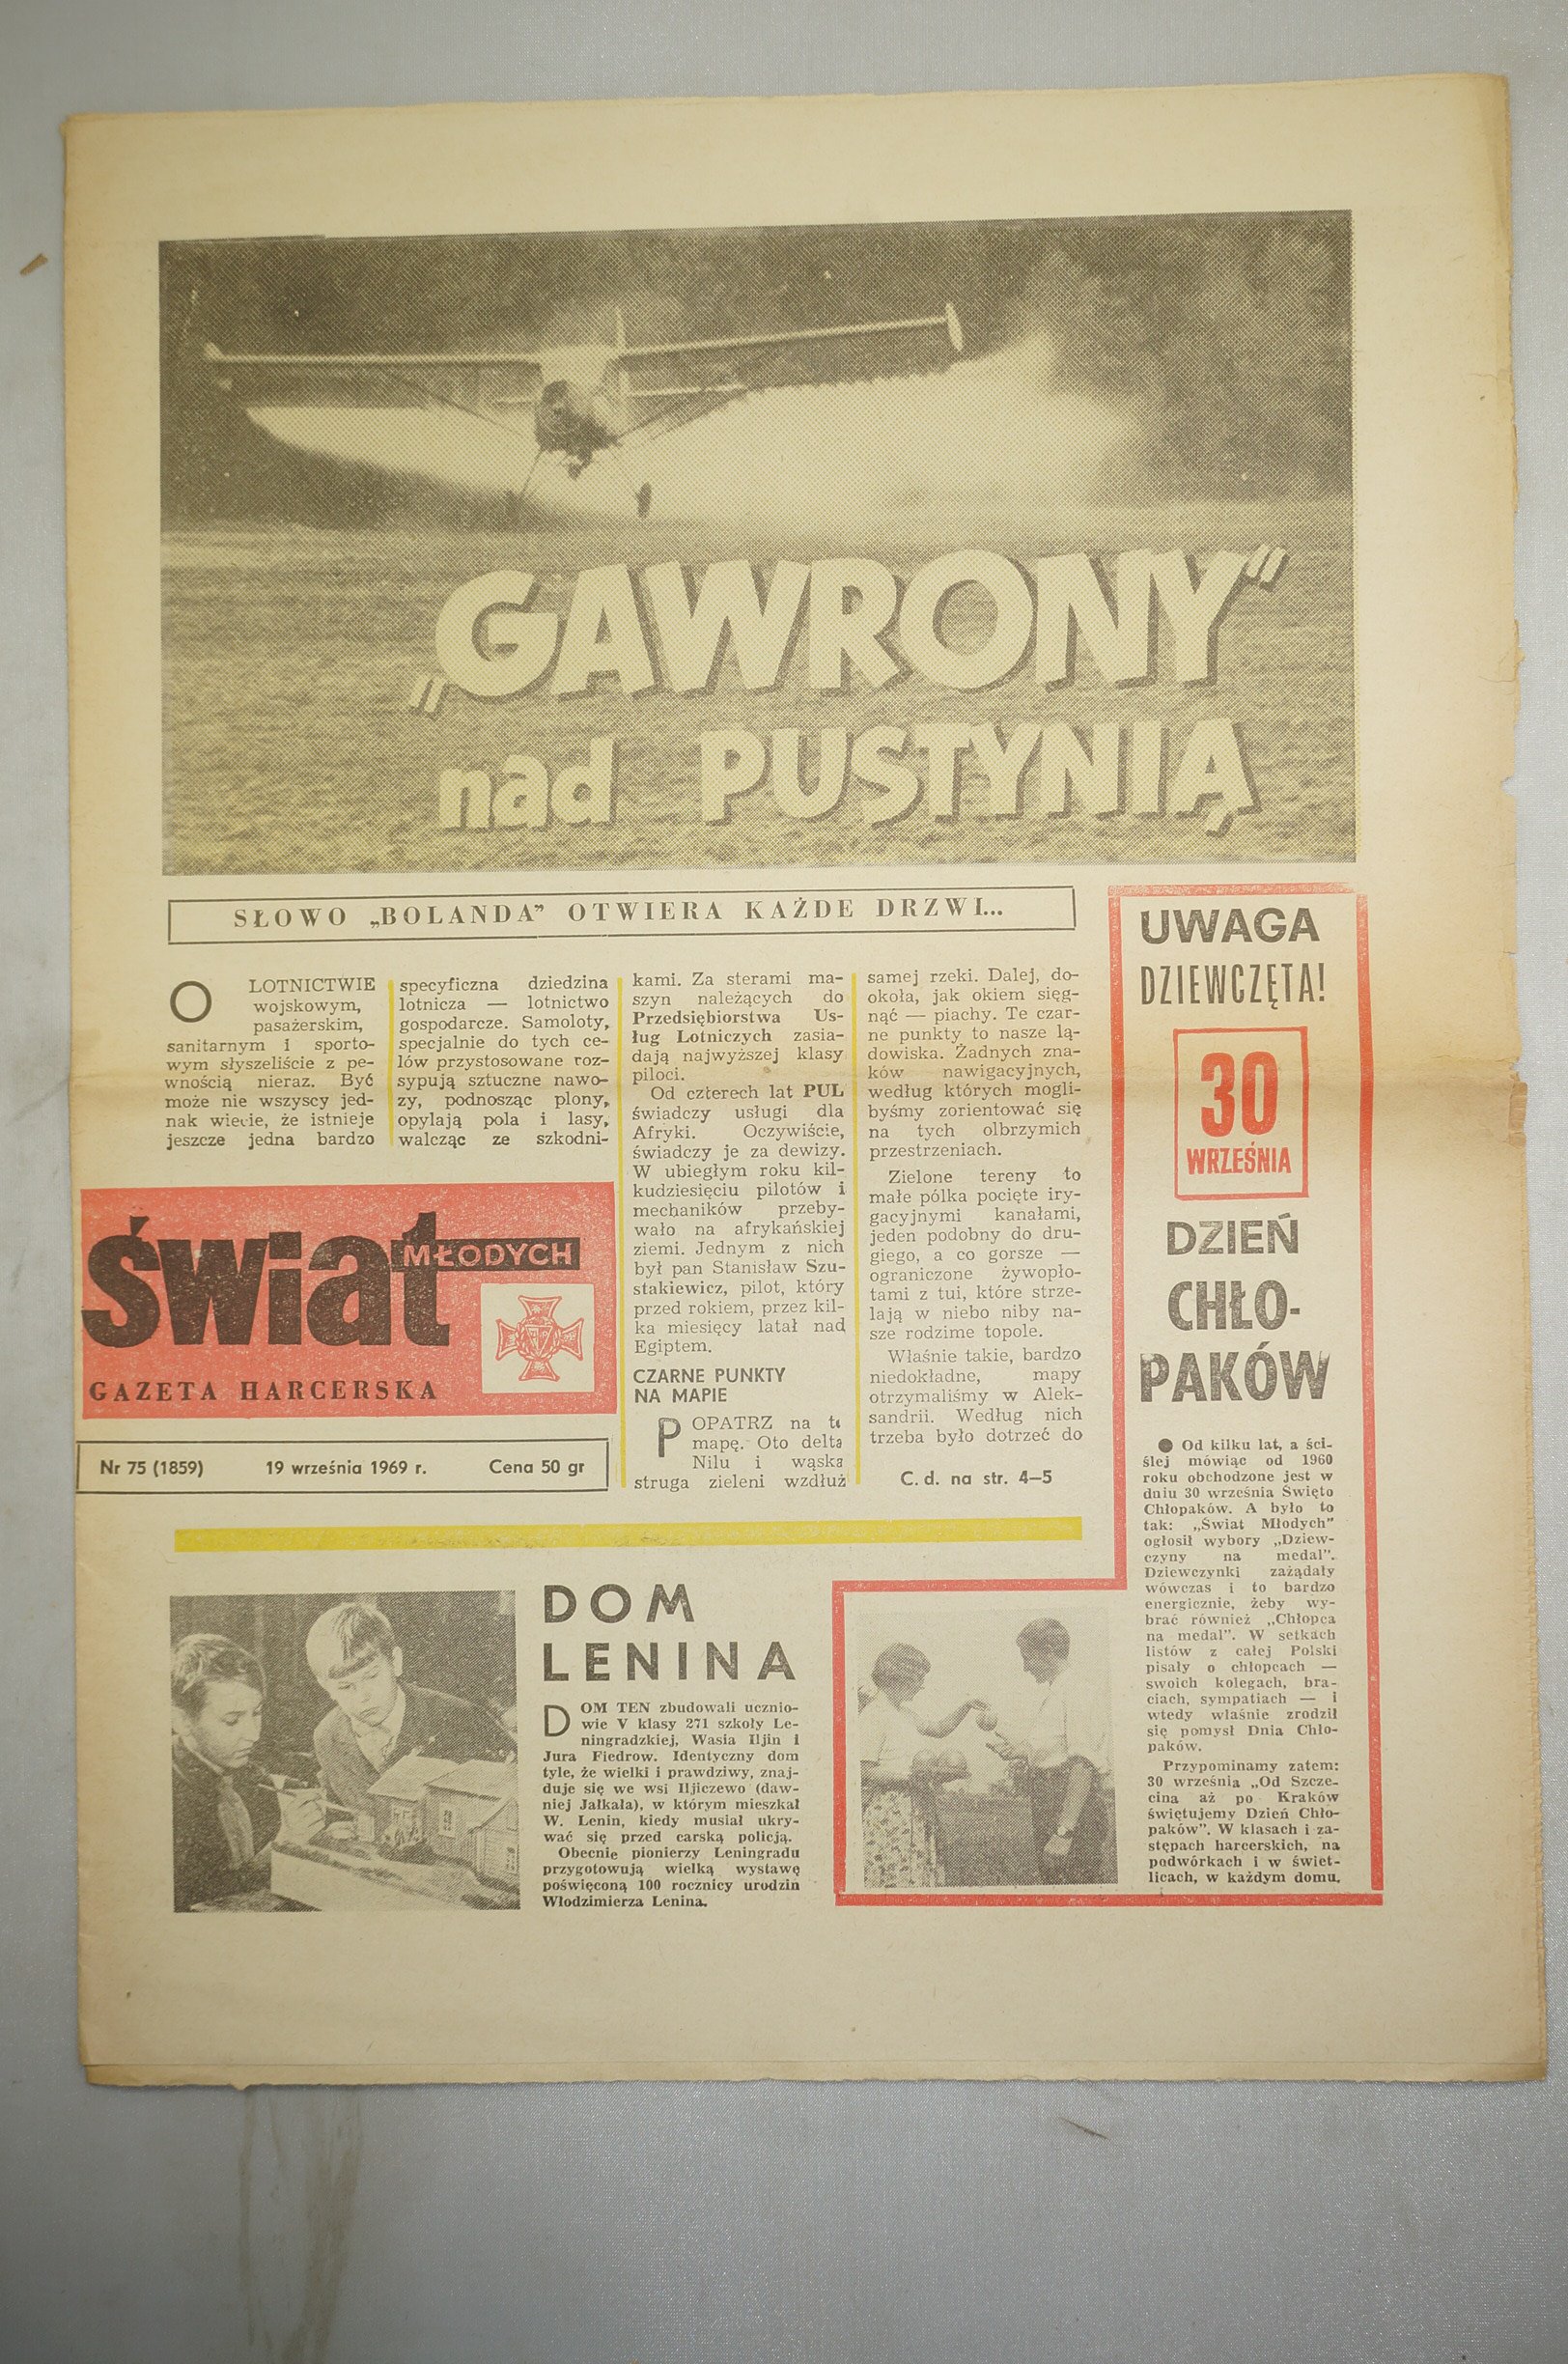 „GAWRONY”
nad PUSTYNIĄ
SŁOWO „BOLANDA” OTWIERA KAŻDE DRZWI...
O LOTNICTWIE
wojskowym,
pasażerskim,
sanitarnym i sporto-
wym słyszeliście z pe-
wnością nieraz. Być
może nie wszyscy jed-
nak wiecie, że istnieje
jeszcze jedna bardzo
specyficzna dziedzina
lotnicza — lotnictwo
gospodarcze. Samoloty,
specjalnie do tych ce-
lów przystosowane roz-
sypują sztuczne nawo-
zy, podnosząc plony,
opylają pola i lasy,
walcząc ze szkodni-
kami. Za sterami ma-
szyn należących do
Przedsiębiorstwa Us-
ług Lotniczych zasia-
dają najwyższej klasy
piloci.
Od czterech lat PUL
świadczy usługi dla
Afryki. Oczywiście,
świadczy je za dewizy.
W ubiegłym roku kil-
kudziesięciu pilotów i
mechaników przeby-
wało na afrykańskiej
ziemi. Jednym z nich
był pan Stanisław Szu-
stakiewicz, pilot, który
przed rokiem, przez kil-
ka miesięcy latał nad
Egiptem.
CZARNE PUNKTY
NA MAPIE
POPATRZ na tę
mapę. Oto delta
Nilu i wąska
struga zieleni wzdłuż
samej rzeki. Dalej, do-
okoła, jak okiem sięg-
nąć — piachy. Te czar-
ne punkty to nasze lą-
dowiska. Żadnych zna-
ków nawigacyjnych,
według których mogli-
byśmy zorientować się
na tych olbrzymich
przestrzeniach.
Zielone tereny to
małe pólka pocięte iry-
gacyjnymi kanałami,
jeden podobny do dru-
giego, a co gorsze —
ograniczone żywopło-
tami z tui, które strze-
lają w niebo niby na-
sze rodzime topole.
Właśnie takie, bardzo
niedokładne, mapy
otrzymaliśmy w Alek-
sandrii. Według nich
trzeba było dotrzeć do
C. d. na str. 4—5
świat
MŁODYCH
GAZETA HARCERSKA
Nr 75 (1859) 19 września 1969 r. Cena 50 gr
DOM
LENINA
DOM TEN zbudowali ucznio-
wie V klasy 271 szkoły Le-
ningradzkiej, Wasia Iljin i
Jura Fiedrow. Identyczny dom
tyle, że wielki i prawdziwy, znaj-
duje się we wsi Iljiczewo (daw-
niej Jałkała), w którym mieszkał
W. Lenin, kiedy musiał ukry-
wać się przed carską policją.
Obecnie pionierzy Leningradu
przygotowują wielką wystawę
poświęconą 100 rocznicy urodzin
Włodzimierza Lenina.
UWAGA
DZIEWCZĘTA!
30
WRZEŚNIA
DZIEŃ
CHŁO-
PAKÓW
● Od kilku lat, a ści-
ślej mówiąc od 1960
roku obchodzone jest w
dniu 30 września Święto
Chłopaków. A było to
tak: „Świat Młodych”
ogłosił wybory „Dziew-
czyny na medal”.
Dziewczynki zażądały
wówczas i to bardzo
energicznie, żeby wy-
brać również „Chłopca
na medal”. W setkach
listów z całej Polski
pisały o chłopcach —
swoich kolegach, bra-
ciach, sympatiach — i
wtedy właśnie zrodził
się pomysł Dnia Chło-
paków.
Przypominamy zatem:
30 września „Od Szcze-
cina aż po Kraków
świętujemy Dzień Chło-
paków”. W klasach i za-
stępach harcerskich, na
podwórkach i w świet-
licach, w każdym domu.